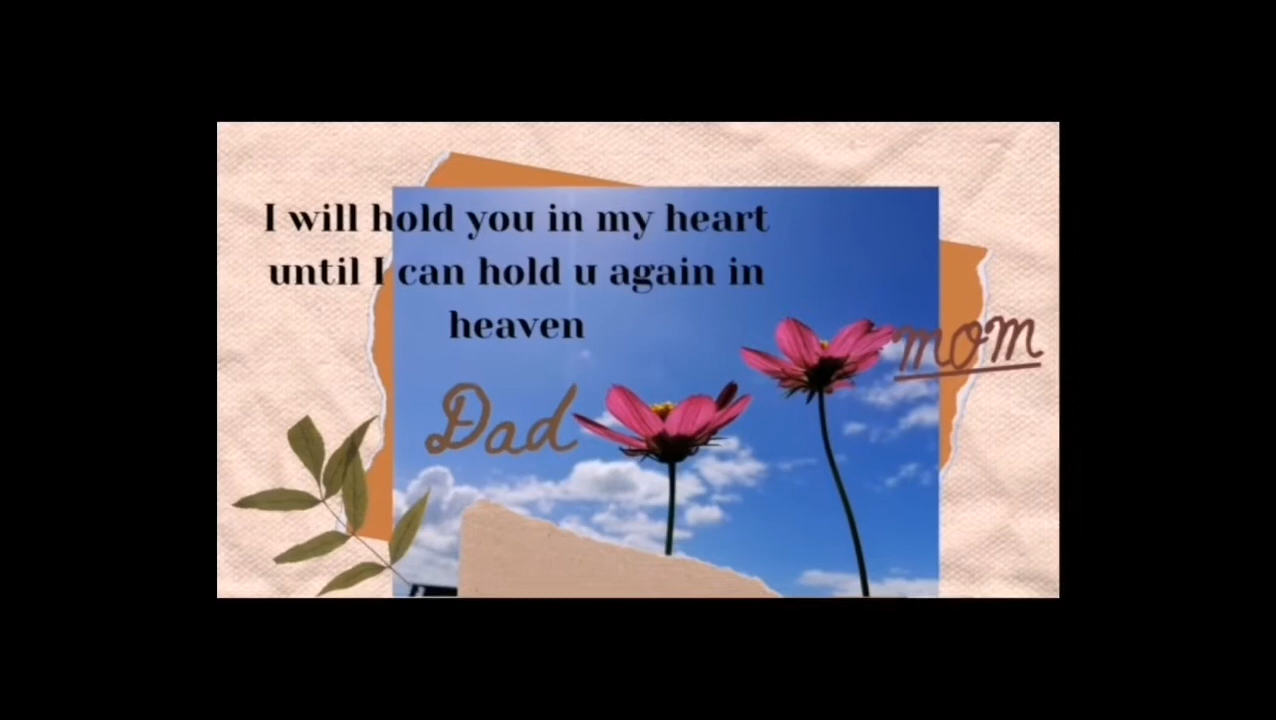 I will hold you in my heart
until I can hold u again in
heaven
mom
Dad